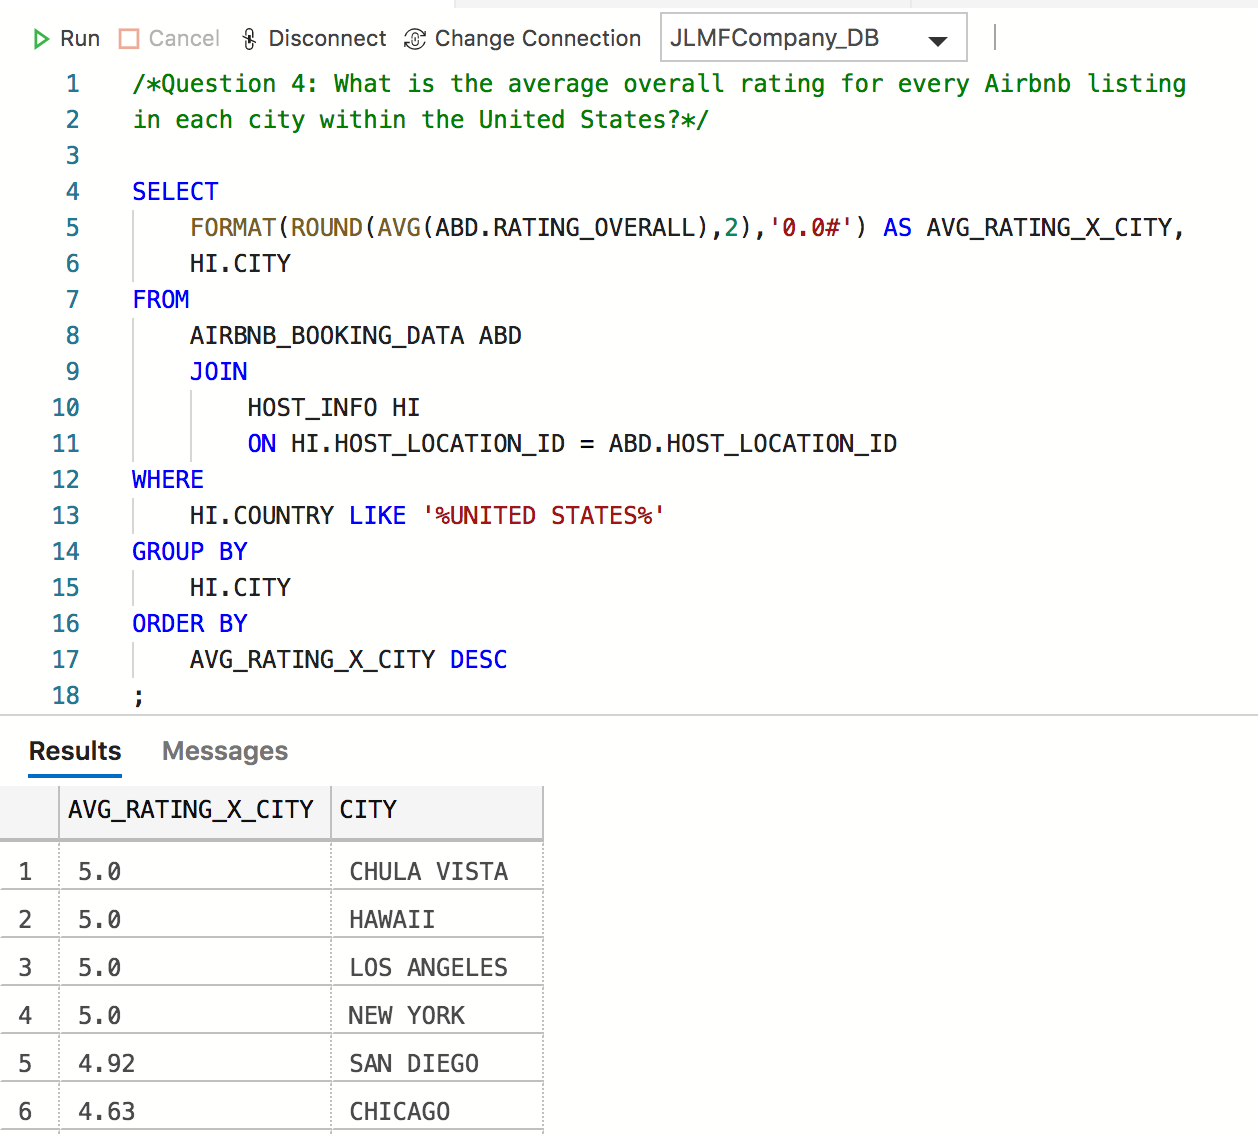 Run Cancel Disconnect Change Connection JLMFCompany_DB
1 /*Question 4: What is the average overall rating for every Airbnb listing
2 in each city within the United States?*/
3
4 SELECT
5 FORMAT(ROUND(AVG(ABD.RATING_OVERALL),2),'0.0#') AS AVG_RATING_X_CITY,
6 HI.CITY
7 FROM
8 AIRBNB_BOOKING_DATA ABD
9 JOIN
10 HOST_INFO HI
11 ON HI.HOST_LOCATION_ID = ABD.HOST_LOCATION_ID
12 WHERE
13 HI.COUNTRY LIKE '%UNITED STATES%'
14 GROUP BY
15 HI.CITY
16 ORDER BY
17 AVG_RATING_X_CITY DESC
18 ;
Results Messages
AVG_RATING_X_CITY CITY
1 5.0 CHULA VISTA
2 5.0 HAWAII
3 5.0 LOS ANGELES
4 5.0 NEW YORK
5 4.92 SAN DIEGO
6 4.63 CHICAGO